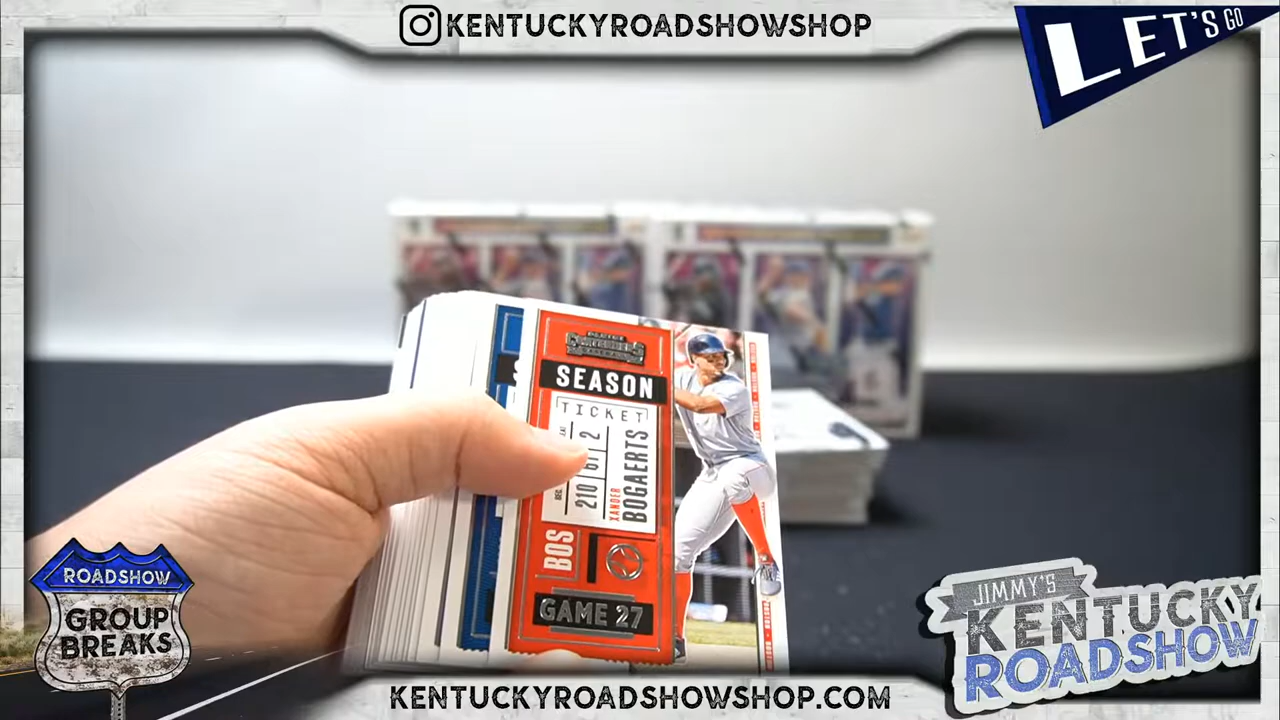 KENTUCKYROADSHOWSHOP
LET'S GO
CONTENDERS
SEASON
TICKET
210 61 2
XANDER
BOGAERTS
BOS
GAME 27
ROADSHOW
GROUP
BREAKS
JIMMY'S
KENTUCKY
ROADSHOW
KENTUCKYROADSHOWSHOP.COM